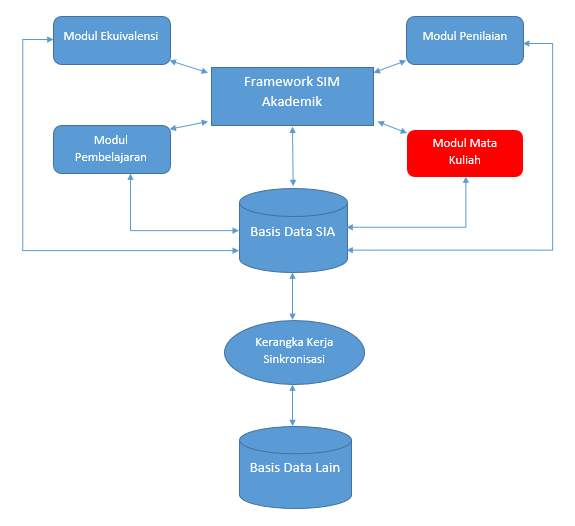 Modul Ekuivalensi
Modul Penilaian
Framework SIM
Akademik
Modul
Pembelajaran
Modul Mata
Kuliah
Basis Data SIA
Kerangka Kerja
Sinkronisasi
Basis Data Lain